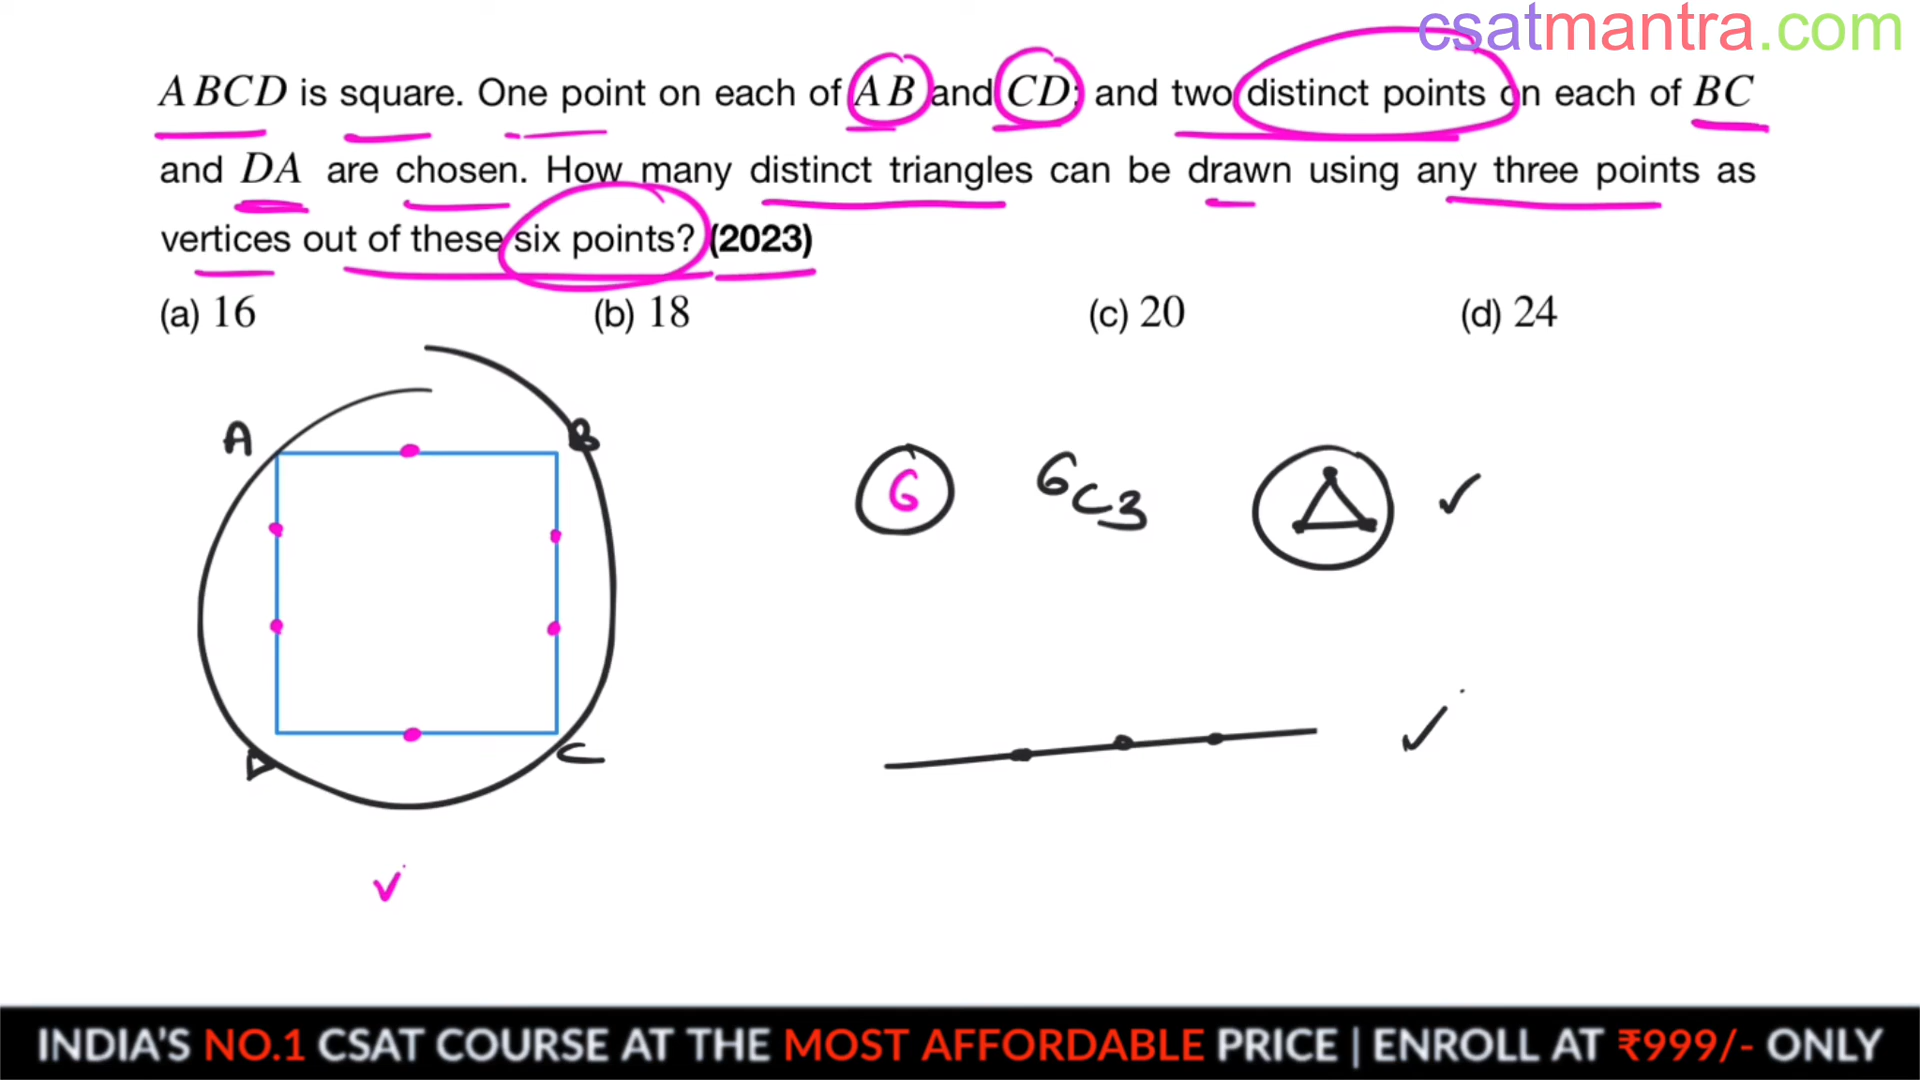 csatmantra.com
ABCD is square. One point on each of AB and CD; and two distinct points on each of BC
and DA are chosen. How many distinct triangles can be drawn using any three points as
vertices out of these six points? (2023)
(a) 16 (b) 18 (c) 20 (d) 24
A B
6 6C3
D C
INDIA'S NO.1 CSAT COURSE AT THE MOST AFFORDABLE PRICE | ENROLL AT ₹999/- ONLY